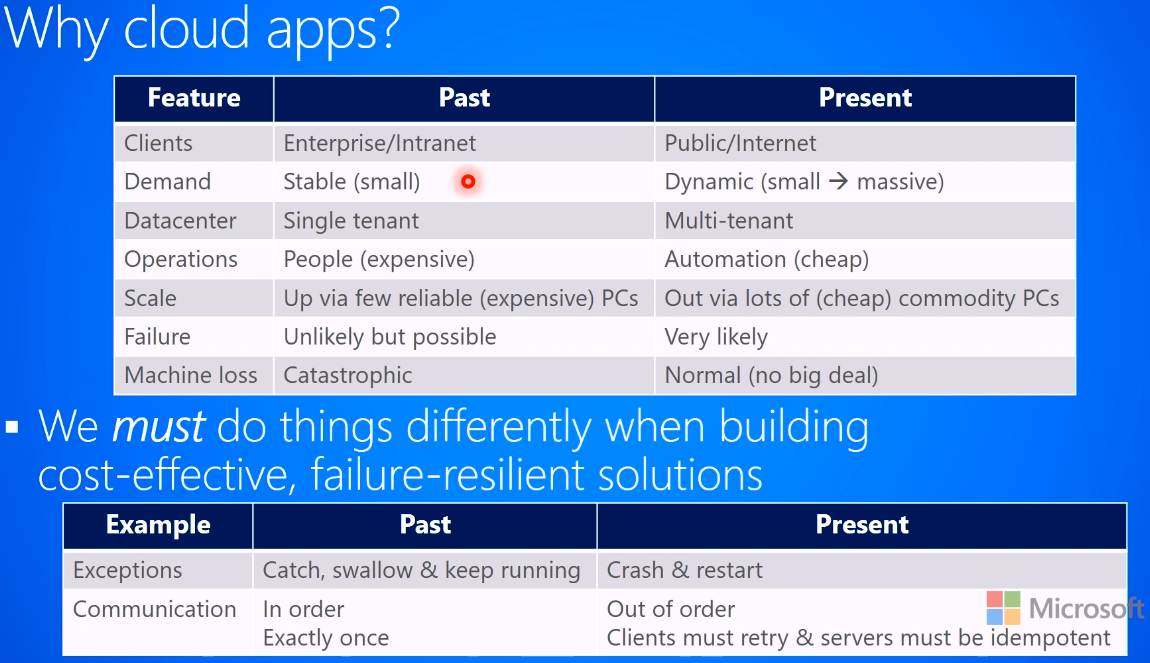 Why cloud apps?
Feature Past Present
Clients Enterprise/Intranet Public/Internet
Demand Stable (small) Dynamic (small → massive)
Datacenter Single tenant Multi-tenant
Operations People (expensive) Automation (cheap)
Scale Up via few reliable (expensive) PCs Out via lots of (cheap) commodity PCs
Failure Unlikely but possible Very likely
Machine loss Catastrophic Normal (no big deal)
▪ We must do things differently when building
cost-effective, failure-resilient solutions
Example Past Present
Exceptions Catch, swallow & keep running Crash & restart
Communication In order Out of order
Exactly once Clients must retry & servers must be idempotent
Microsoft